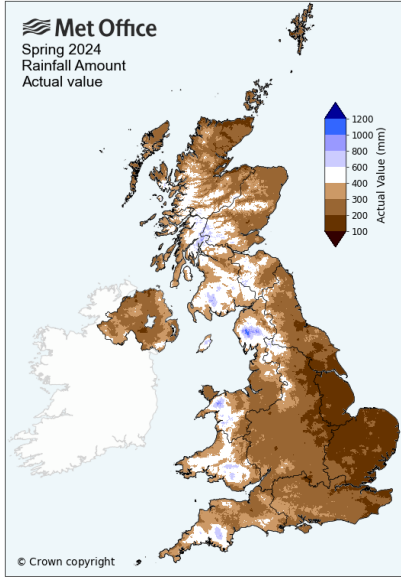 Met Office
Spring 2024
Rainfall Amount
Actual value
1200
1000
800
600
400
300
200
100
Actual Value (mm)
© Crown copyright